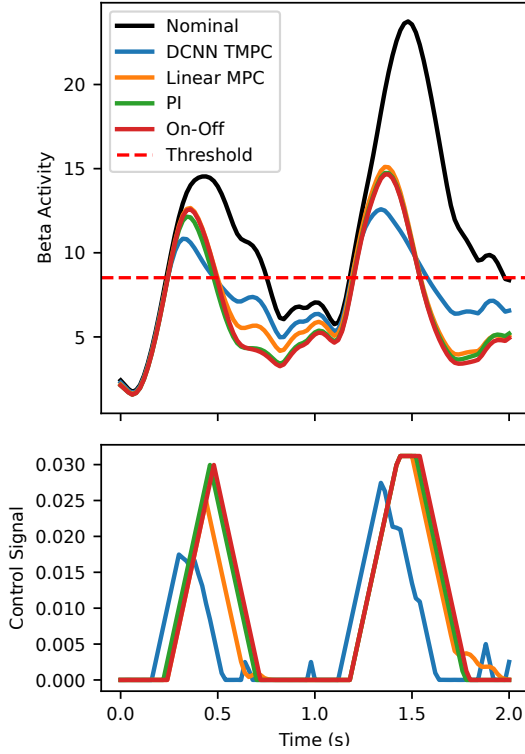 Nominal
DCNN TMPC
Linear MPC
PI
On-Off
Threshold
Beta Activity
20
15
10
5
Control Signal
0.030
0.025
0.020
0.015
0.010
0.005
0.000
0.0 0.5 1.0 1.5 2.0
Time (s)